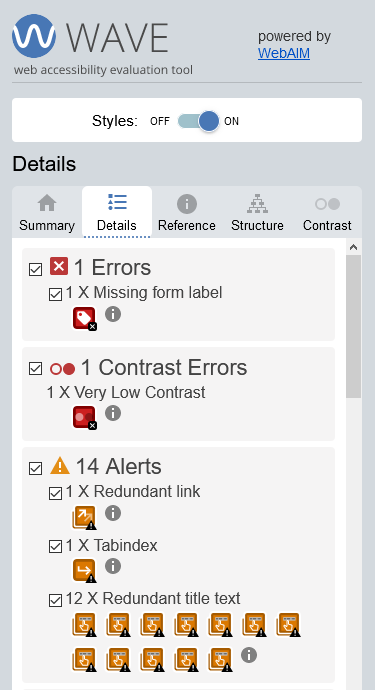 WAVE
web accessibility evaluation tool
powered by
WebAIM
Styles: OFF ON
Details
Summary Details Reference Structure Contrast
1 Errors
1 X Missing form label
1 Contrast Errors
1 X Very Low Contrast
14 Alerts
1 X Redundant link
1 X Tabindex
12 X Redundant title text